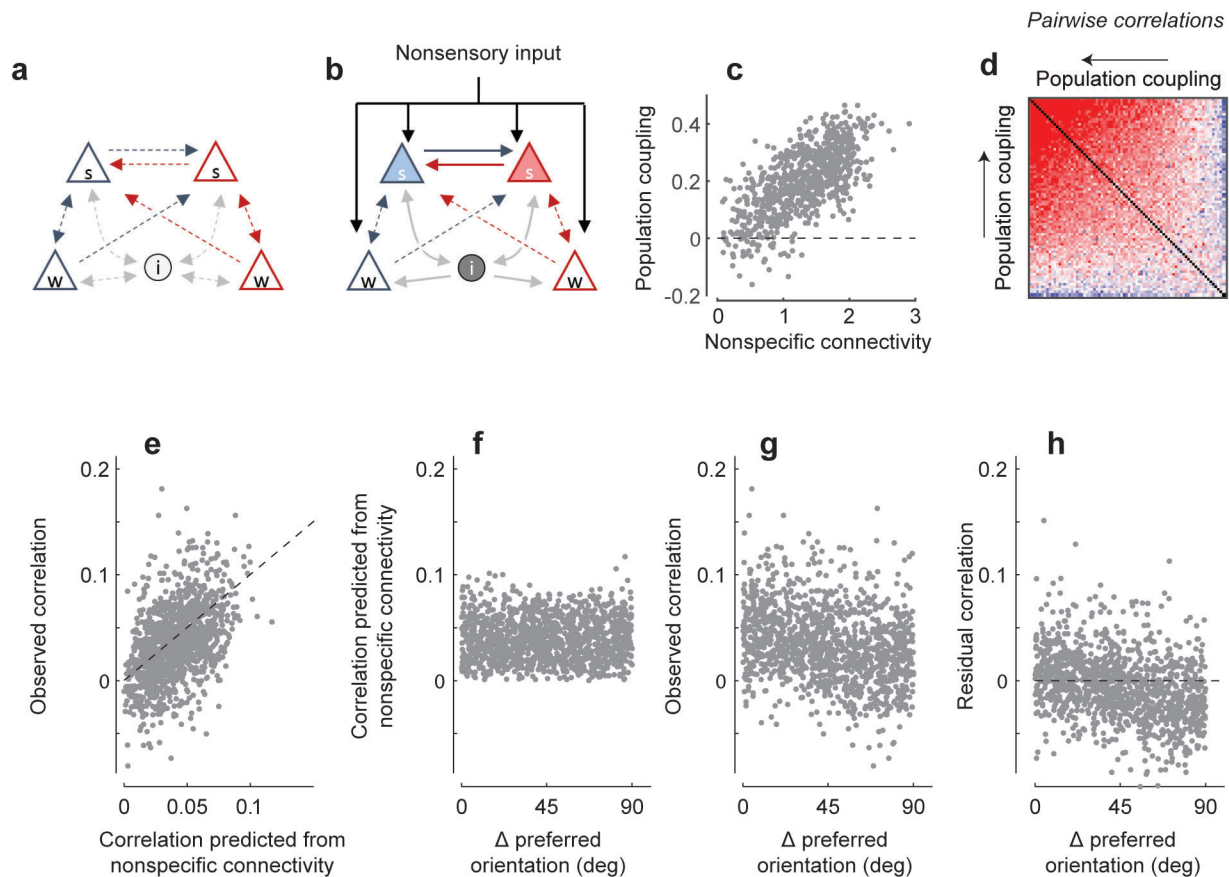 a
s
s
w
i
w
b
Nonsensory input
s
s
w
i
w
c
Population coupling
0.4
0.2
0
-0.2
0
1
2
3
Nonspecific connectivity
Pairwise correlations
d
Population coupling
Population coupling
e
Observed correlation
0.2
0.1
0
0
0.05
0.1
Correlation predicted from
nonspecific connectivity
f
Correlation predicted from
nonspecific connectivity
0.2
0.1
0
0
45
90
Δ preferred
orientation (deg)
g
Observed correlation
0.2
0.1
0
0
45
90
Δ preferred
orientation (deg)
h
Residual correlation
0.2
0.1
0
0
45
90
Δ preferred
orientation (deg)